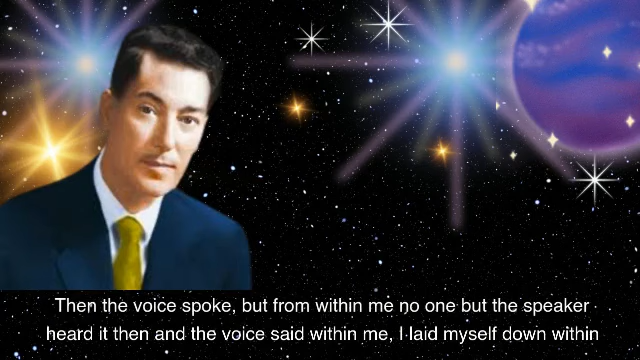 Then the voice spoke, but from within me no one but the speaker
heard it then and the voice said within me, I laid myself down within